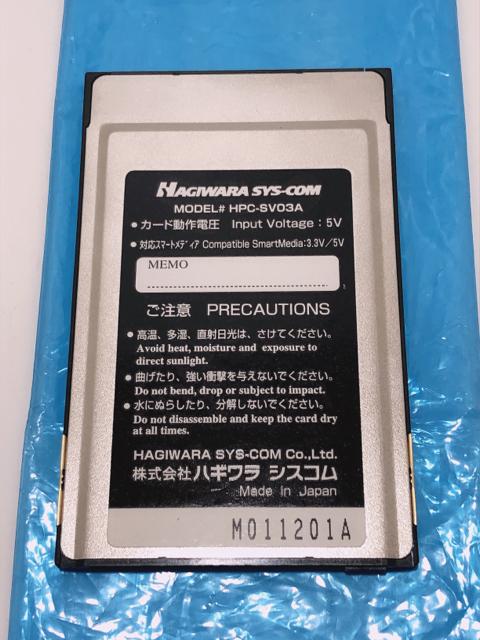 HAGIWARA SYS-COM
MODEL# HPC-SV03A
● カード動作電圧 Input Voltage : 5V
● 対応スマートメディア Compatible SmartMedia:3.3V/5V
MEMO
ご注意 PRECAUTIONS
● 高温、多湿、直射日光は、さけてください。
Avoid heat, moisture and exposure to
direct sunlight.
● 曲げたり、強い衝撃を与えないでください。
Do not bend, drop or subject to impact.
● 水にぬらしたり、分解しないでください。
Do not disassemble and keep the card dry
at all times.
HAGIWARA SYS-COM Co.,Ltd.
株式会社 ハギワラ シスコム
Made in Japan
M011201A